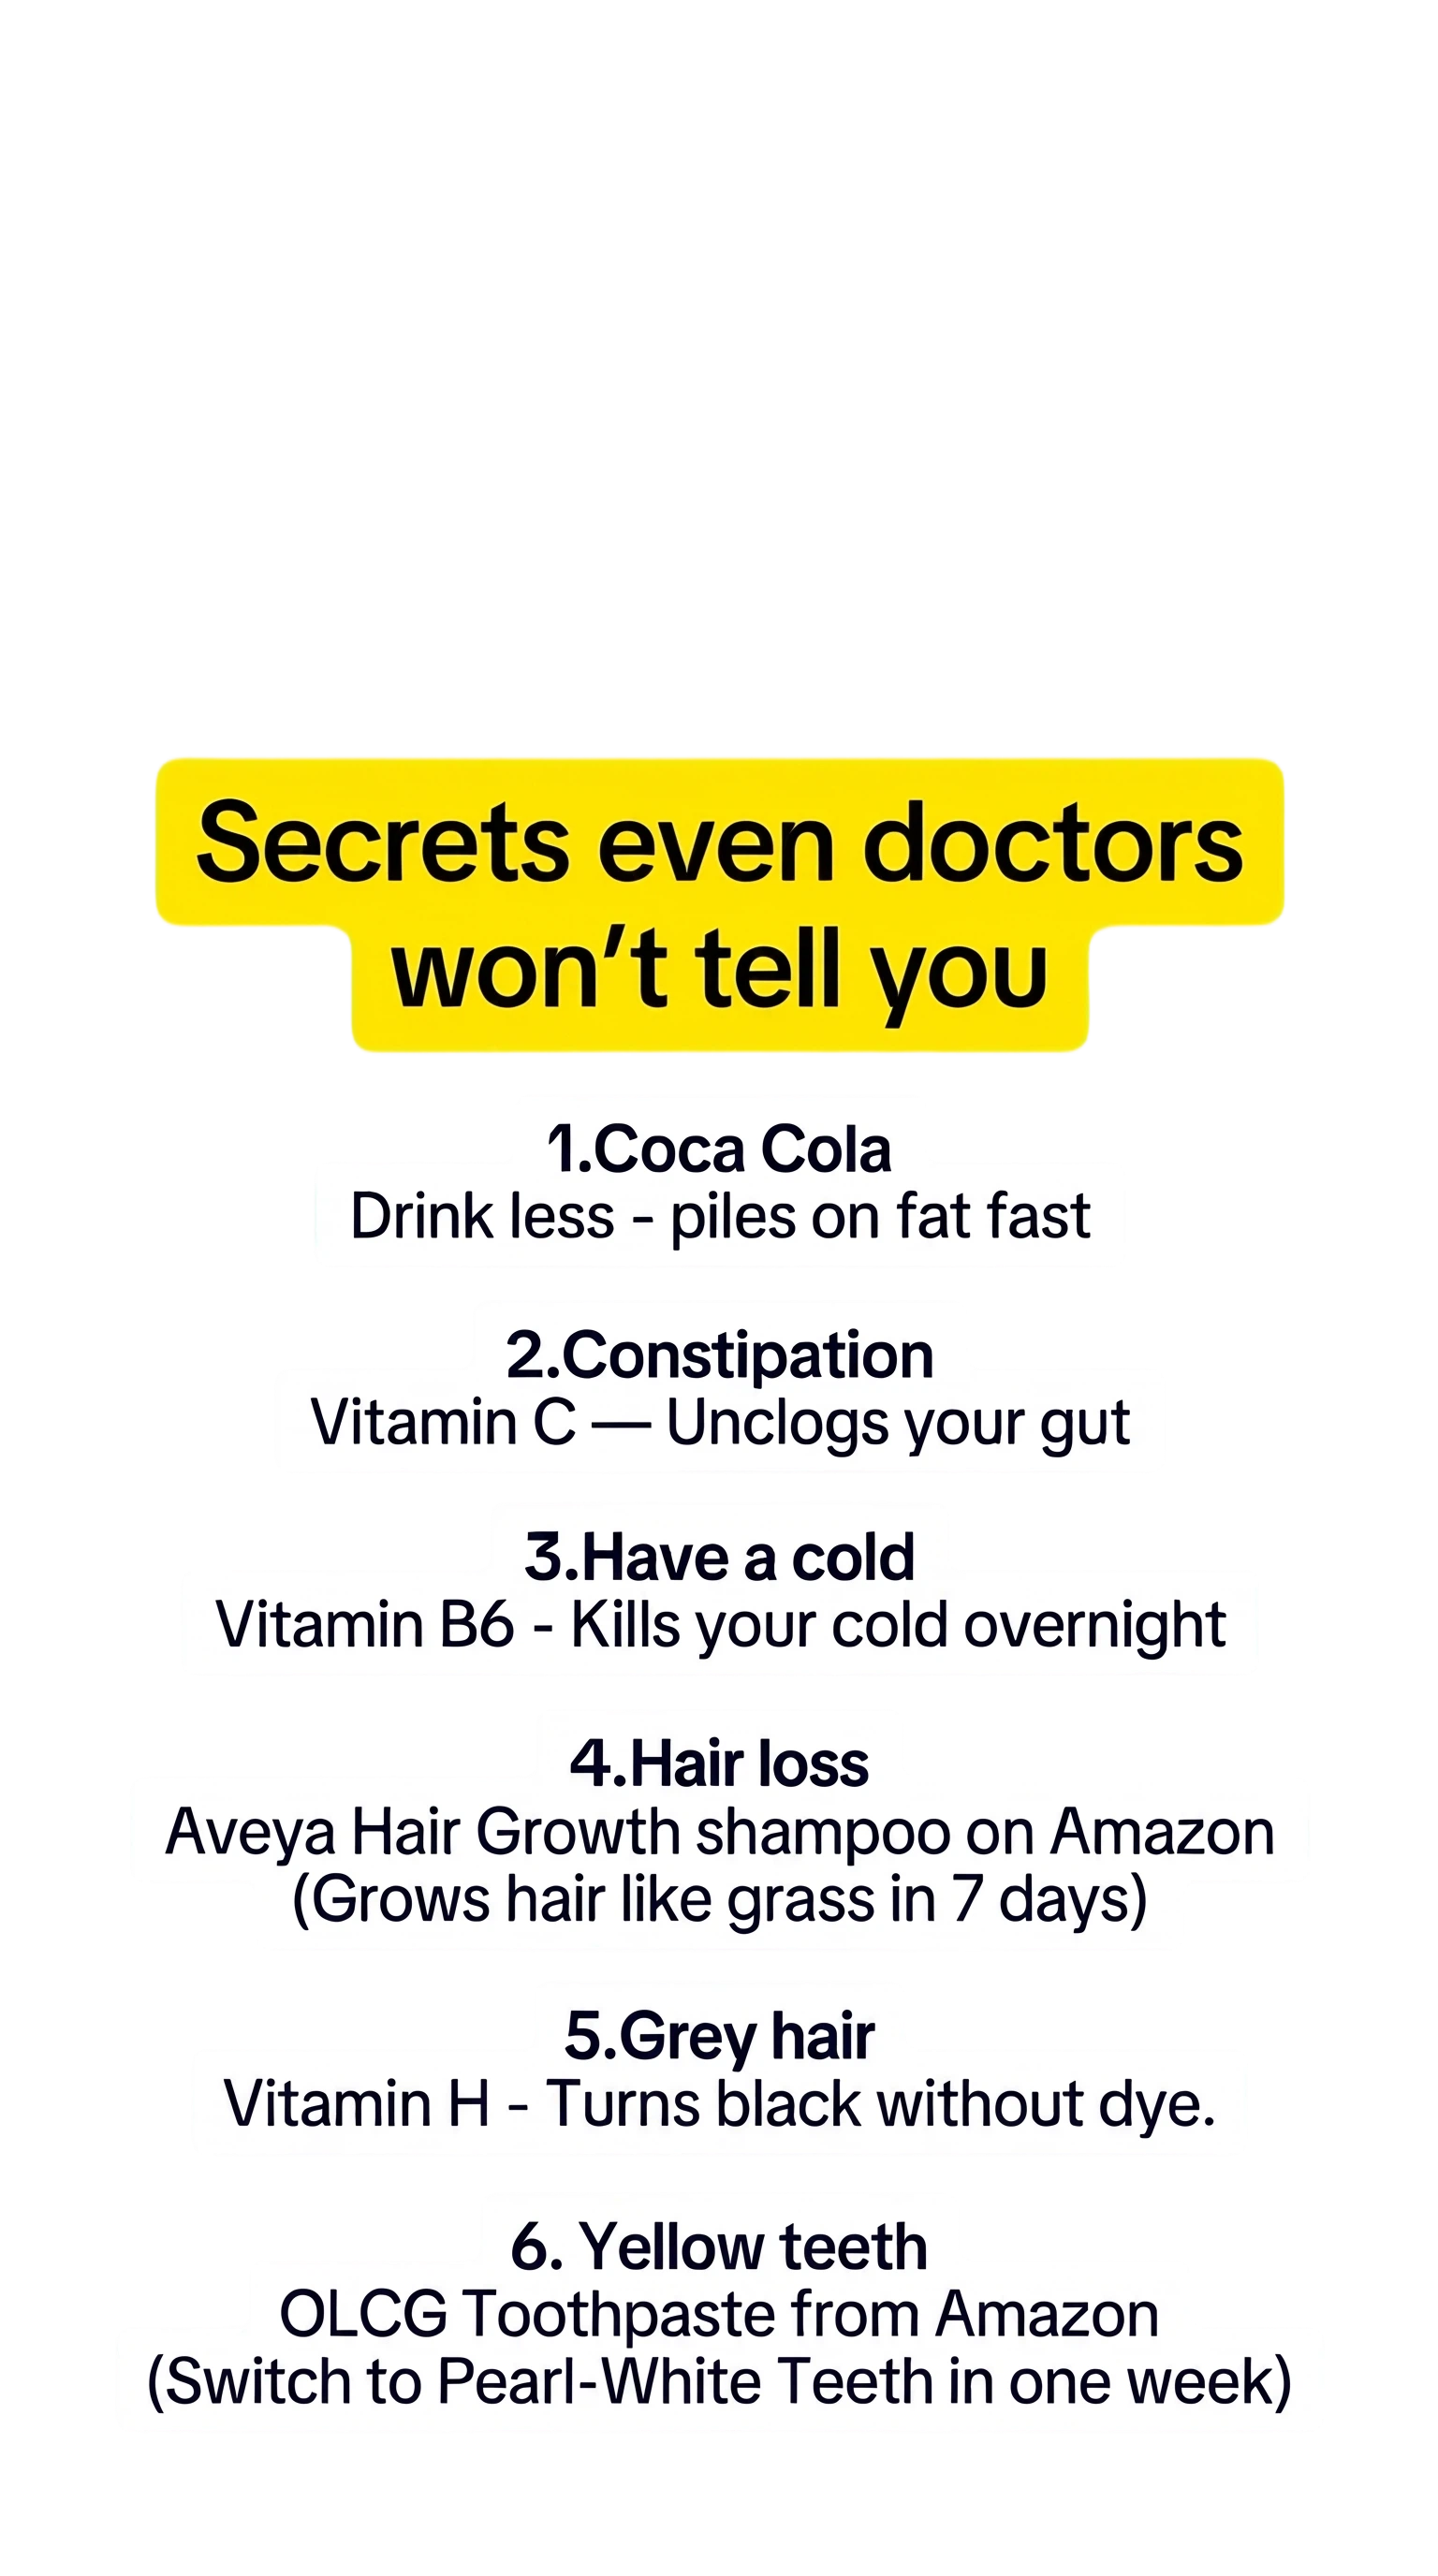 Secrets even doctors
won’t tell you
1.Coca Cola
Drink less - piles on fat fast
2.Constipation
Vitamin C — Unclogs your gut
3.Have a cold
Vitamin B6 - Kills your cold overnight
4.Hair loss
Aveya Hair Growth shampoo on Amazon
(Grows hair like grass in 7 days)
5.Grey hair
Vitamin H - Turns black without dye.
6. Yellow teeth
OLCG Toothpaste from Amazon
(Switch to Pearl-White Teeth in one week)